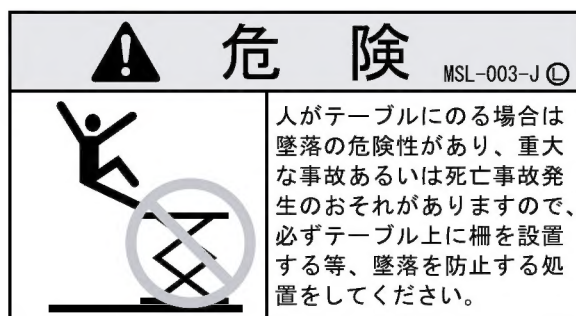 危険 MSL-003-J Ⓛ
人がテーブルにのる場合は
墜落の危険性があり、重大
な事故あるいは死亡事故発
生のおそれがありますので、
必ずテーブル上に柵を設置
する等、墜落を防止する処
置をしてください。